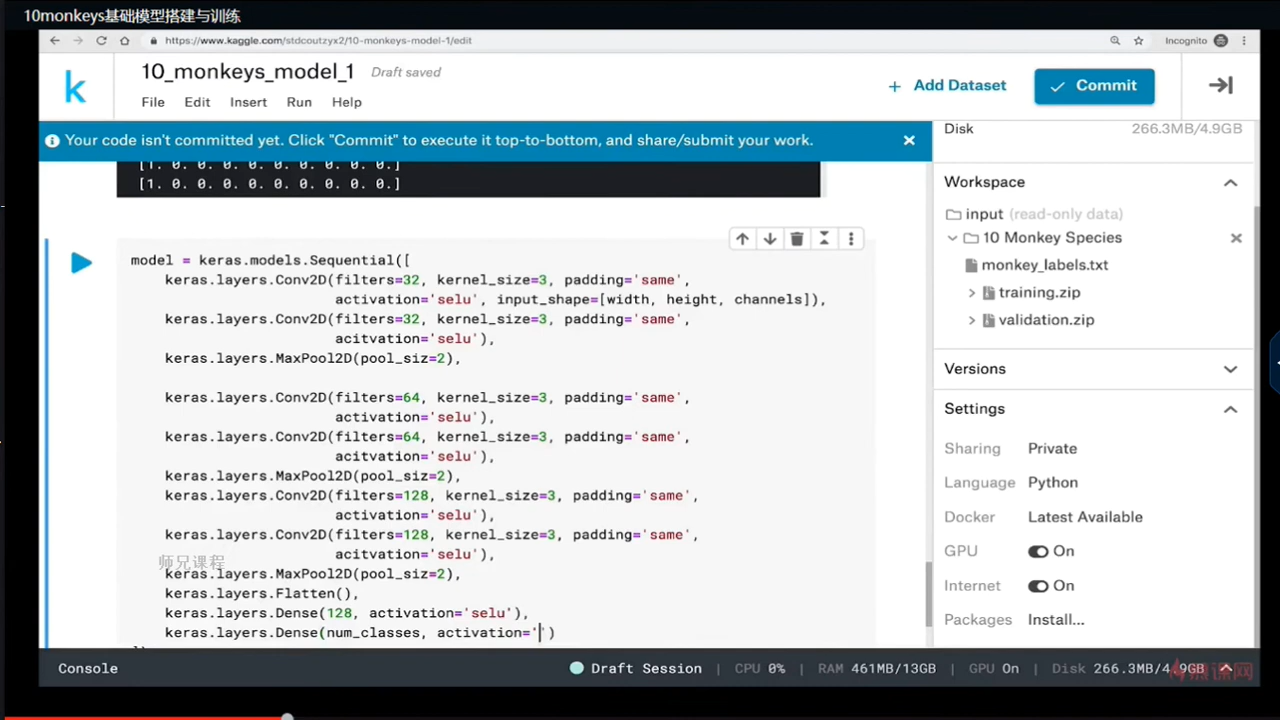 10monkeys基础模型搭建与训练
https://www.kaggle.com/stdcoutzyx2/10-monkeys-model-1/edit
Incognito
k
10_monkeys_model_1 Draft saved
File Edit Insert Run Help
+ Add Dataset
Commit
Your code isn't committed yet. Click "Commit" to execute it top-to-bottom, and share/submit your work.
[1. 0. 0. 0. 0. 0. 0. 0. 0. 0.]
[1. 0. 0. 0. 0. 0. 0. 0. 0. 0.]
model = keras.models.Sequential([
keras.layers.Conv2D(filters=32, kernel_size=3, padding='same',
activation='selu', input_shape=[width, height, channels]),
keras.layers.Conv2D(filters=32, kernel_size=3, padding='same',
acitvation='selu'),
keras.layers.MaxPool2D(pool_siz=2),
keras.layers.Conv2D(filters=64, kernel_size=3, padding='same',
activation='selu'),
keras.layers.Conv2D(filters=64, kernel_size=3, padding='same',
acitvation='selu'),
keras.layers.MaxPool2D(pool_siz=2),
keras.layers.Conv2D(filters=128, kernel_size=3, padding='same',
activation='selu'),
keras.layers.Conv2D(filters=128, kernel_size=3, padding='same',
acitvation='selu'),
师兄课程
keras.layers.MaxPool2D(pool_siz=2),
keras.layers.Flatten(),
keras.layers.Dense(128, activation='selu'),
keras.layers.Dense(num_classes, activation='')
Disk 266.3MB/4.9GB
Workspace
input (read-only data)
10 Monkey Species
monkey_labels.txt
training.zip
validation.zip
Versions
Settings
Sharing Private
Language Python
Docker Latest Available
GPU On
Internet On
Packages Install...
Console
Draft Session | CPU 0% | RAM 461MB/13GB | GPU On | Disk 266.3MB/4.9GB
慕课网